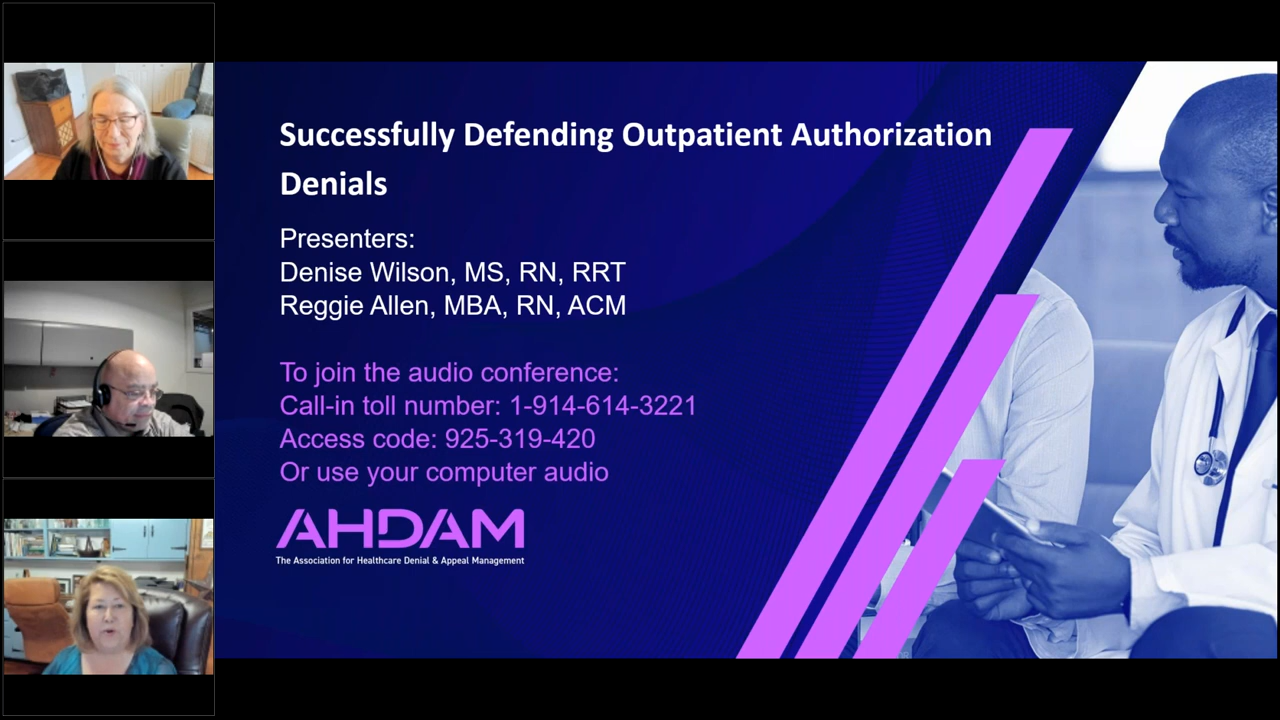 Successfully Defending Outpatient Authorization
Denials
Presenters:
Denise Wilson, MS, RN, RRT
Reggie Allen, MBA, RN, ACM
To join the audio conference:
Call-in toll number: 1-914-614-3221
Access code: 925-319-420
Or use your computer audio
AHDAM
The Association for Healthcare Denial & Appeal Management